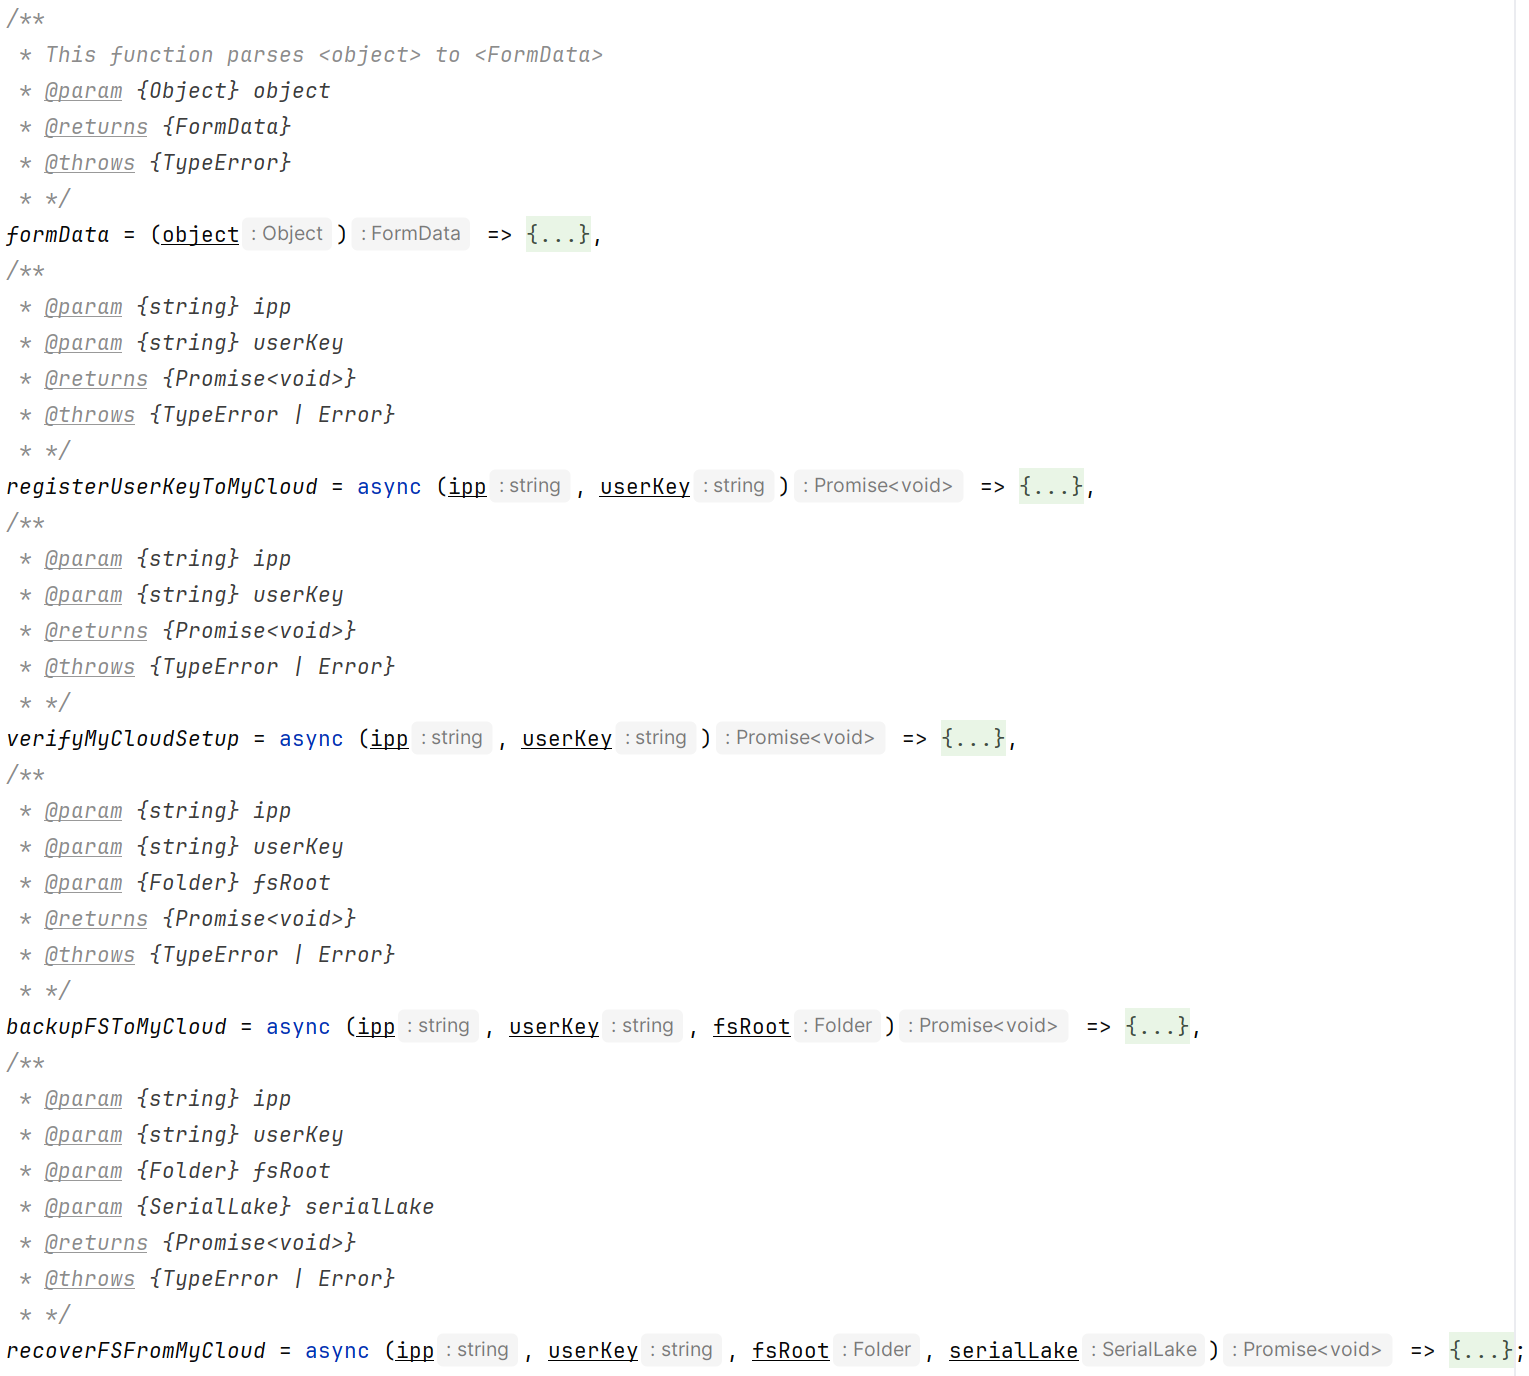 /**
 * This function parses <object> to <FormData>
 * @param {Object} object
 * @returns {FormData}
 * @throws {TypeError}
 * */
formData = (object : Object ) : FormData => {...},
/**
 * @param {string} ipp
 * @param {string} userKey
 * @returns {Promise<void>}
 * @throws {TypeError | Error}
 * */
registerUserKeyToMyCloud = async (ipp : string , userKey : string ) : Promise<void> => {...},
/**
 * @param {string} ipp
 * @param {string} userKey
 * @returns {Promise<void>}
 * @throws {TypeError | Error}
 * */
verifyMyCloudSetup = async (ipp : string , userKey : string ) : Promise<void> => {...},
/**
 * @param {string} ipp
 * @param {string} userKey
 * @param {Folder} fsRoot
 * @returns {Promise<void>}
 * @throws {TypeError | Error}
 * */
backupFSToMyCloud = async (ipp : string , userKey : string , fsRoot : Folder ) : Promise<void> => {...},
/**
 * @param {string} ipp
 * @param {string} userKey
 * @param {Folder} fsRoot
 * @param {SerialLake} serialLake
 * @returns {Promise<void>}
 * @throws {TypeError | Error}
 * */
recoverFSFromMyCloud = async (ipp : string , userKey : string , fsRoot : Folder , serialLake : SerialLake ) : Promise<void> => {...};